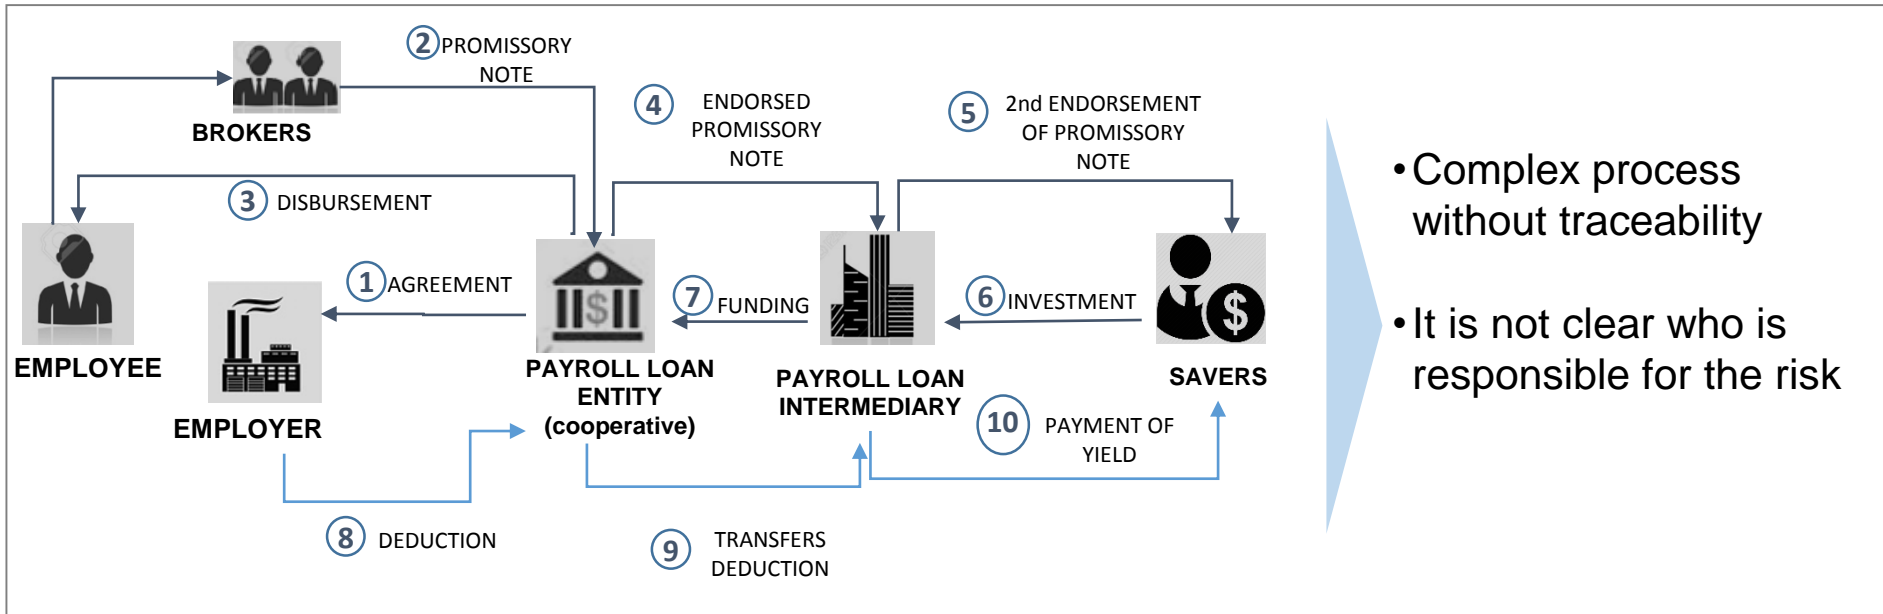 2 PROMISSORY
NOTE
BROKERS
4 ENDORSED
PROMISSORY
NOTE
5 2nd ENDORSEMENT
OF PROMISSORY
NOTE
3 DISBURSEMENT
1 AGREEMENT
7 FUNDING
6 INVESTMENT
EMPLOYEE
EMPLOYER
PAYROLL LOAN
ENTITY
(cooperative)
PAYROLL LOAN
INTERMEDIARY
SAVERS
10 PAYMENT OF
YIELD
8 DEDUCTION
9 TRANSFERS
DEDUCTION
•Complex process
without traceability
•It is not clear who is
responsible for the risk